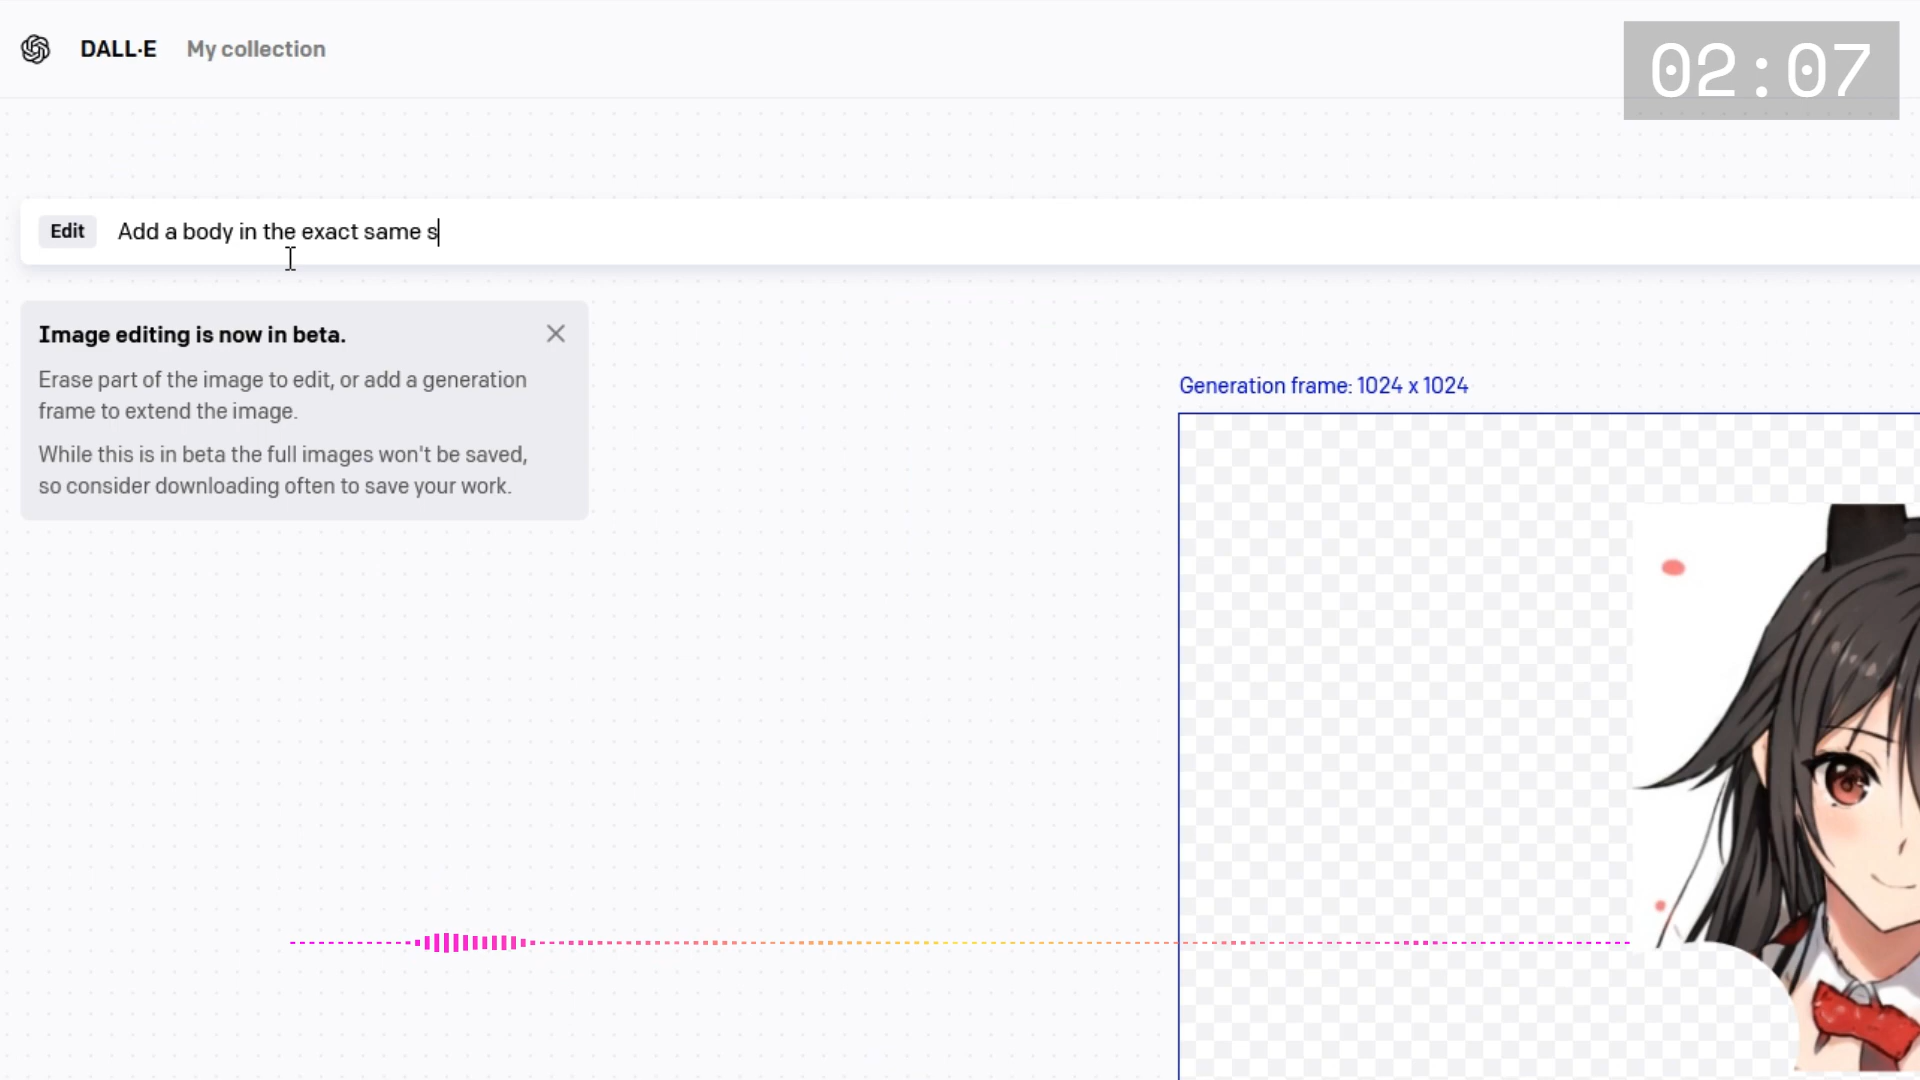 DALL·E My collection
02:07
Edit Add a body in the exact same s
Image editing is now in beta.
Erase part of the image to edit, or add a generation
frame to extend the image.
While this is in beta the full images won't be saved,
so consider downloading often to save your work.
Generation frame: 1024 x 1024